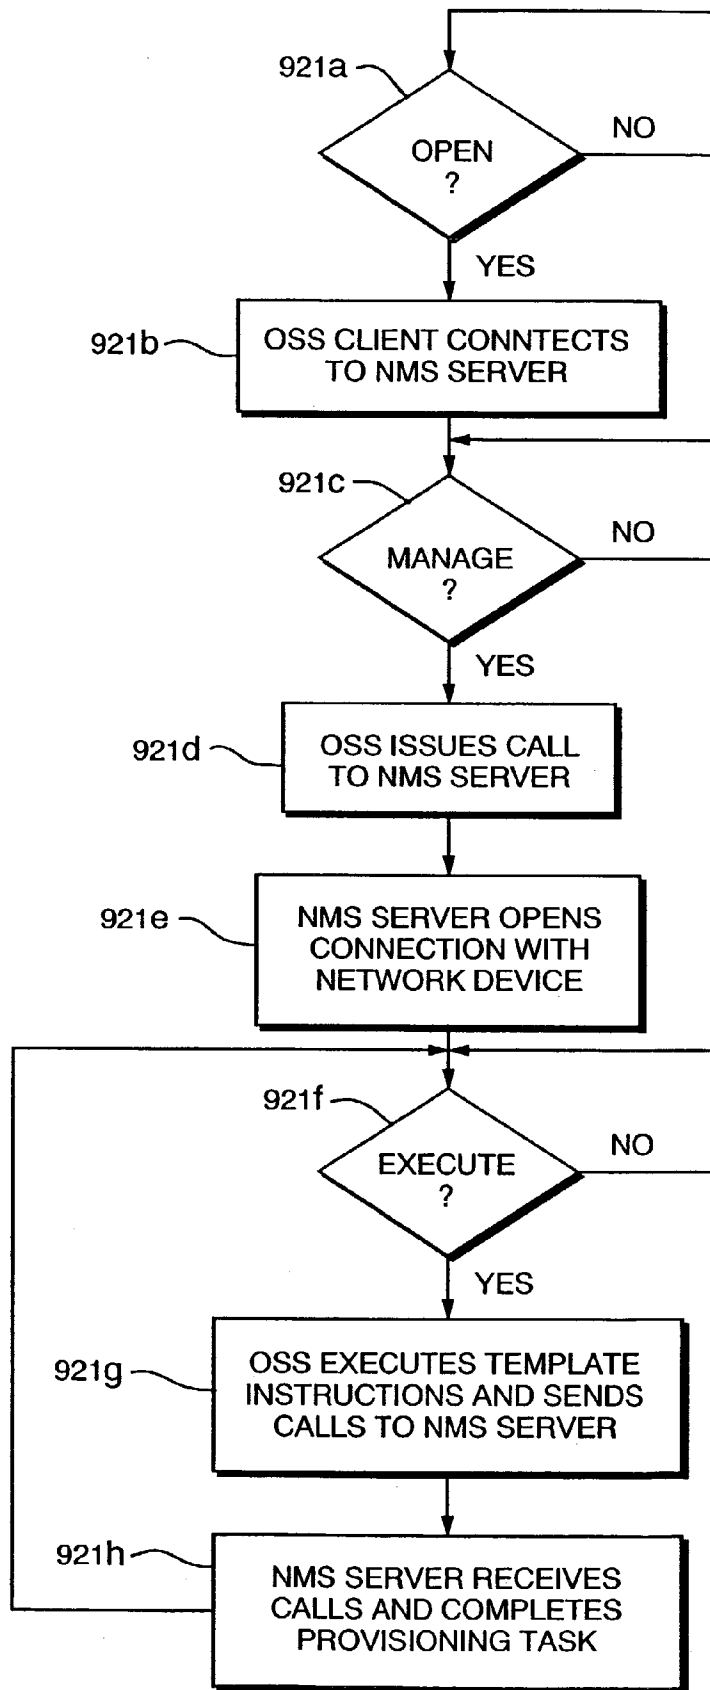 921a
OPEN
?
NO
YES
921b
OSS CLIENT CONNTECTS
TO NMS SERVER
921c
MANAGE
?
NO
YES
921d
OSS ISSUES CALL
TO NMS SERVER
921e
NMS SERVER OPENS
CONNECTION WITH
NETWORK DEVICE
921f
EXECUTE
?
NO
YES
921g
OSS EXECUTES TEMPLATE
INSTRUCTIONS AND SENDS
CALLS TO NMS SERVER
921h
NMS SERVER RECEIVES
CALLS AND COMPLETES
PROVISIONING TASK